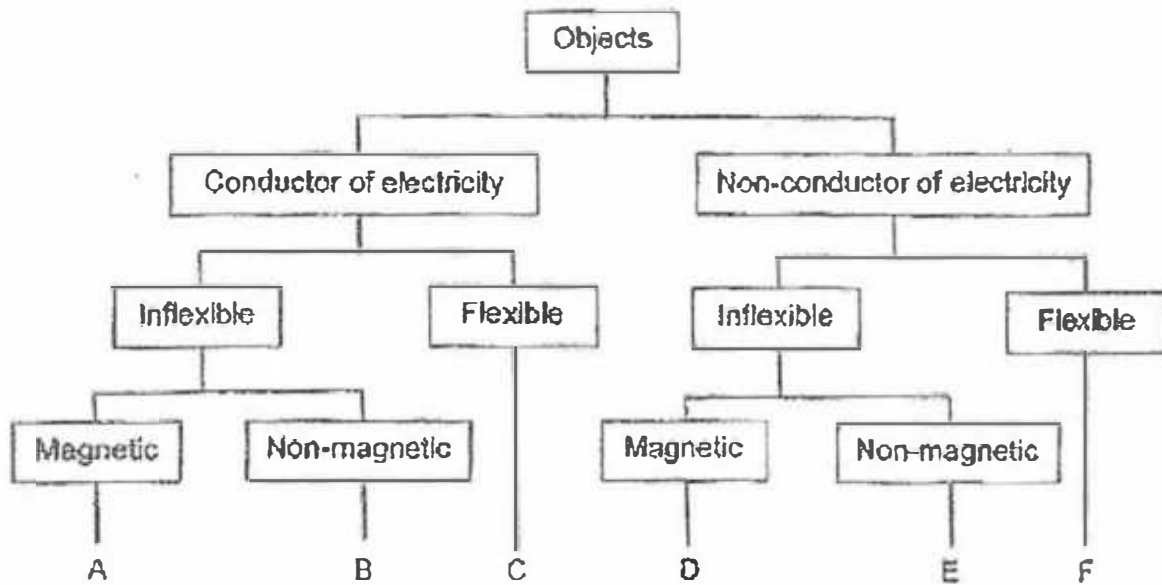 Objects
Conductor of electricity
Non-conductor of electricity
Inflexible
Flexible
Inflexible
Flexible
Magnetic
Non-magnetic
Magnetic
Non-magnetic
A
B
C
D
E
F